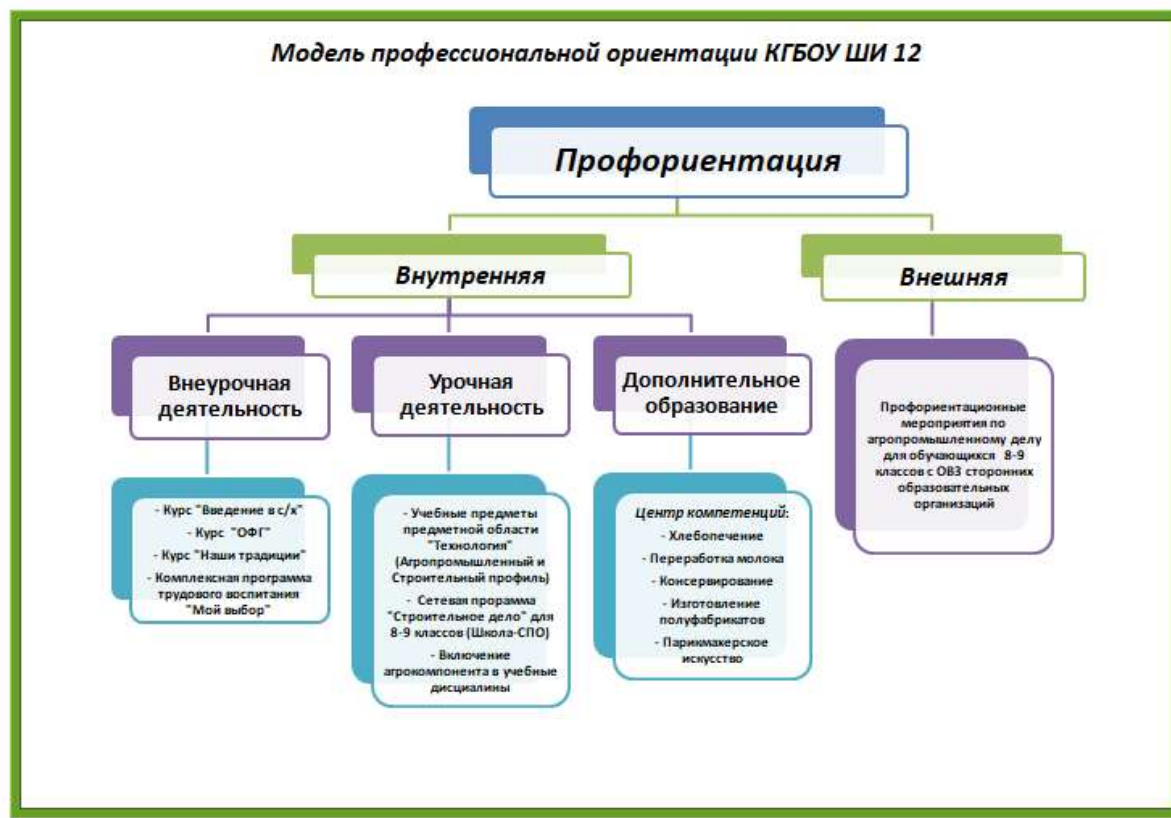 Модель профессиональной ориентации КГБОУ ШИ 12
Профориентация
Внутренняя
Внешняя
Внеурочная
деятельность
Урочная
деятельность
Дополнительное
образование
Профориентационные
мероприятия по
агропромышленному делу
для обучающихся 8-9
классов с ОВЗ сторонних
образовательных
организаций
- Курс "Введение в с/х"
- Курс "ОФГ"
- Курс "Наши традиции"
- Комплексная программа
трудового воспитания
"Мой выбор"
- Учебные предметы
предметной области
"Технология"
(Агропромышленный и
Строительный профиль)
- Сетевая прорамма
"Строительное дело" для
8-9 классов (Школа-СПО)
- Включение
агрокомпонента в учебные
дисциалины
Центр компетенций:
- Хлебопечение
- Переработка молока
- Консервирование
- Изготовление
полуфабрикатов
- Парикмахерское
искусство